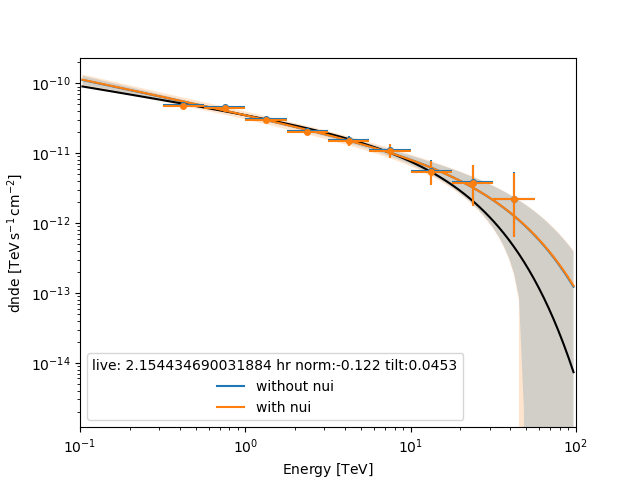 10⁻¹⁰
10⁻¹¹
10⁻¹²
10⁻¹³
10⁻¹⁴
dnde [TeV s⁻¹ cm⁻²]
live: 2.154434690031884 hr norm:-0.122 tilt:0.0453
without nui
with nui
10⁻¹ 10⁰ 10¹ 10²
Energy [TeV]